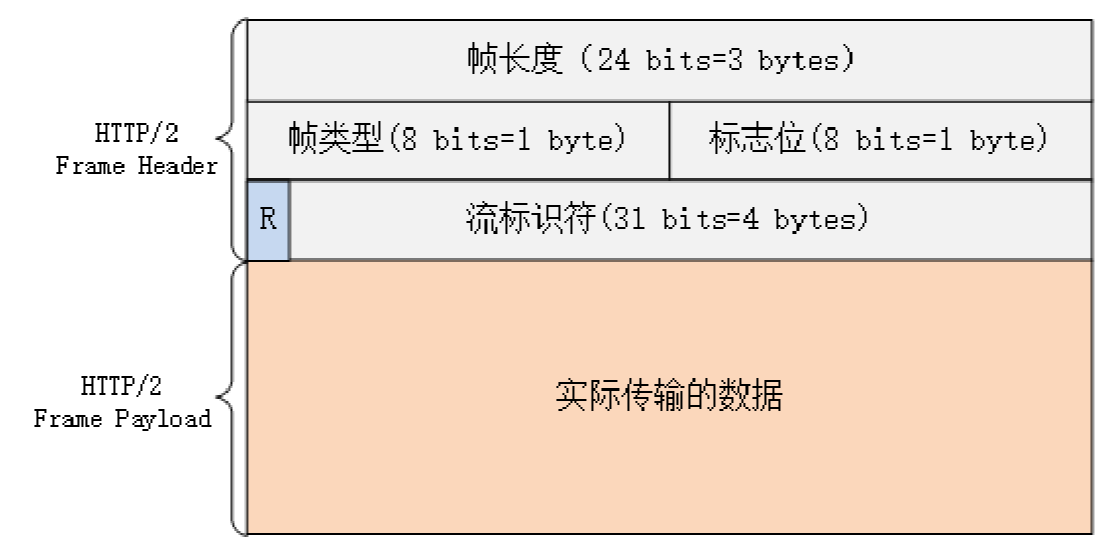 帧长度（24 bits=3 bytes)
HTTP/2
Frame Header
帧类型(8 bits=1 byte)
标志位(8 bits=1 byte)
R
流标识符(31 bits=4 bytes)
HTTP/2
Frame Payload
实际传输的数据